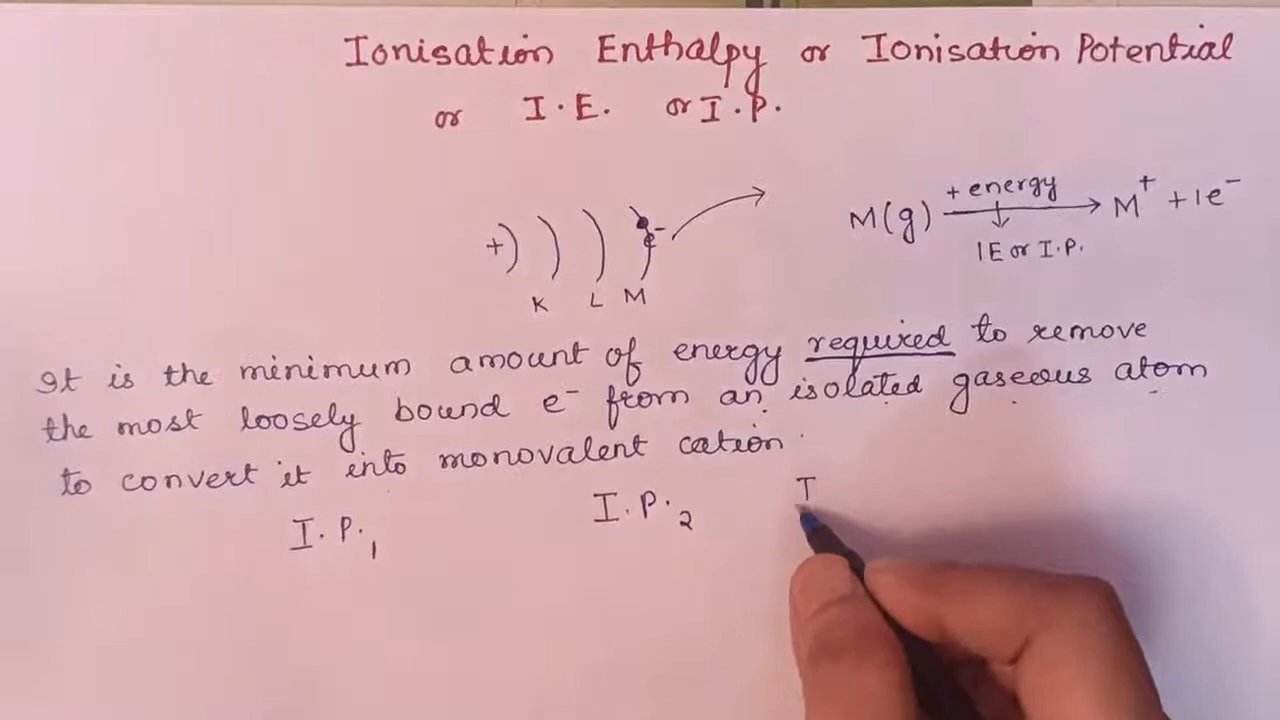 Ionisation Enthalpy or Ionisation Potential
or I.E. or I.P.
+) e-
K L M
M(g) + energy → M+ + 1e-
IE or I.P.
It is the minimum amount of energy required to remove
the most loosely bound e- from an isolated gaseous atom
to convert it into monovalent cation.
I.P.1 I.P.2 I